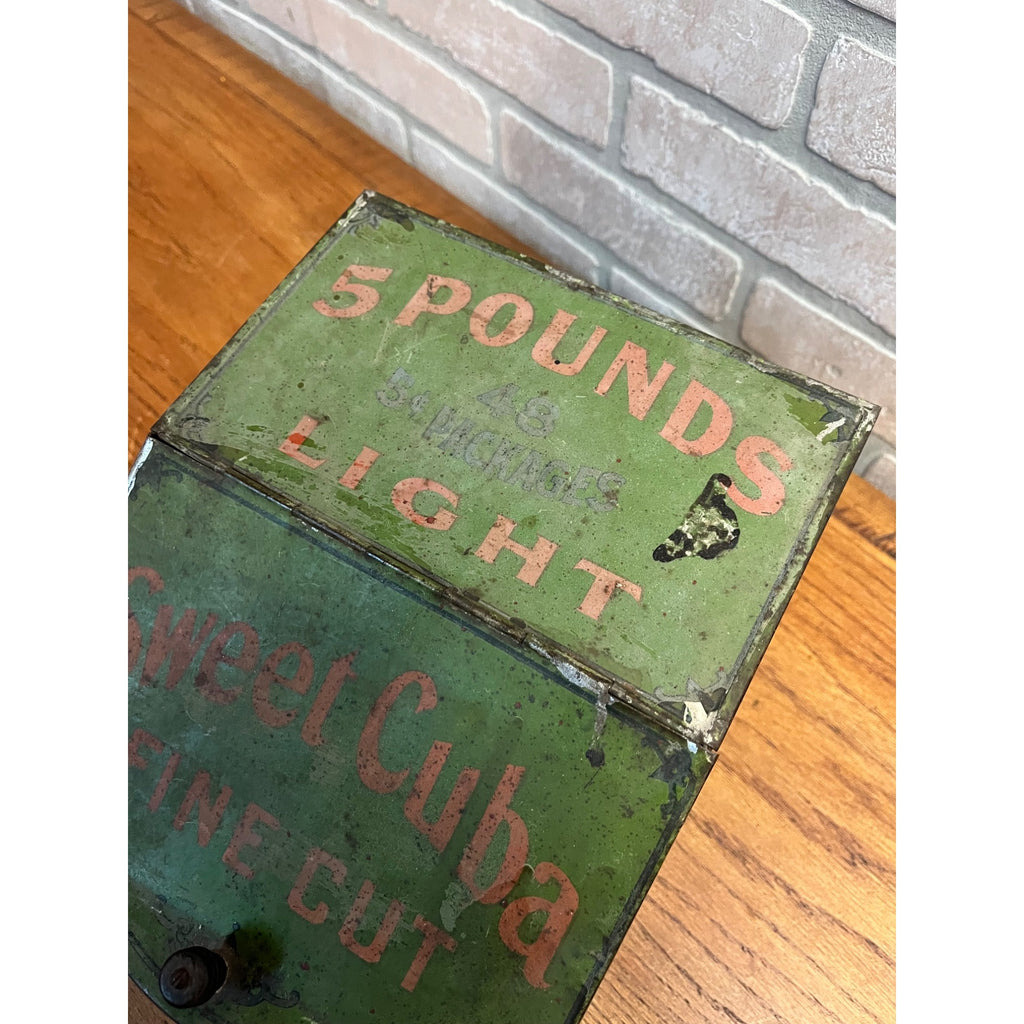 5 POUNDS
48
5¢ PACKAGES
LIGHT
Sweet Cuba
FINE CUT